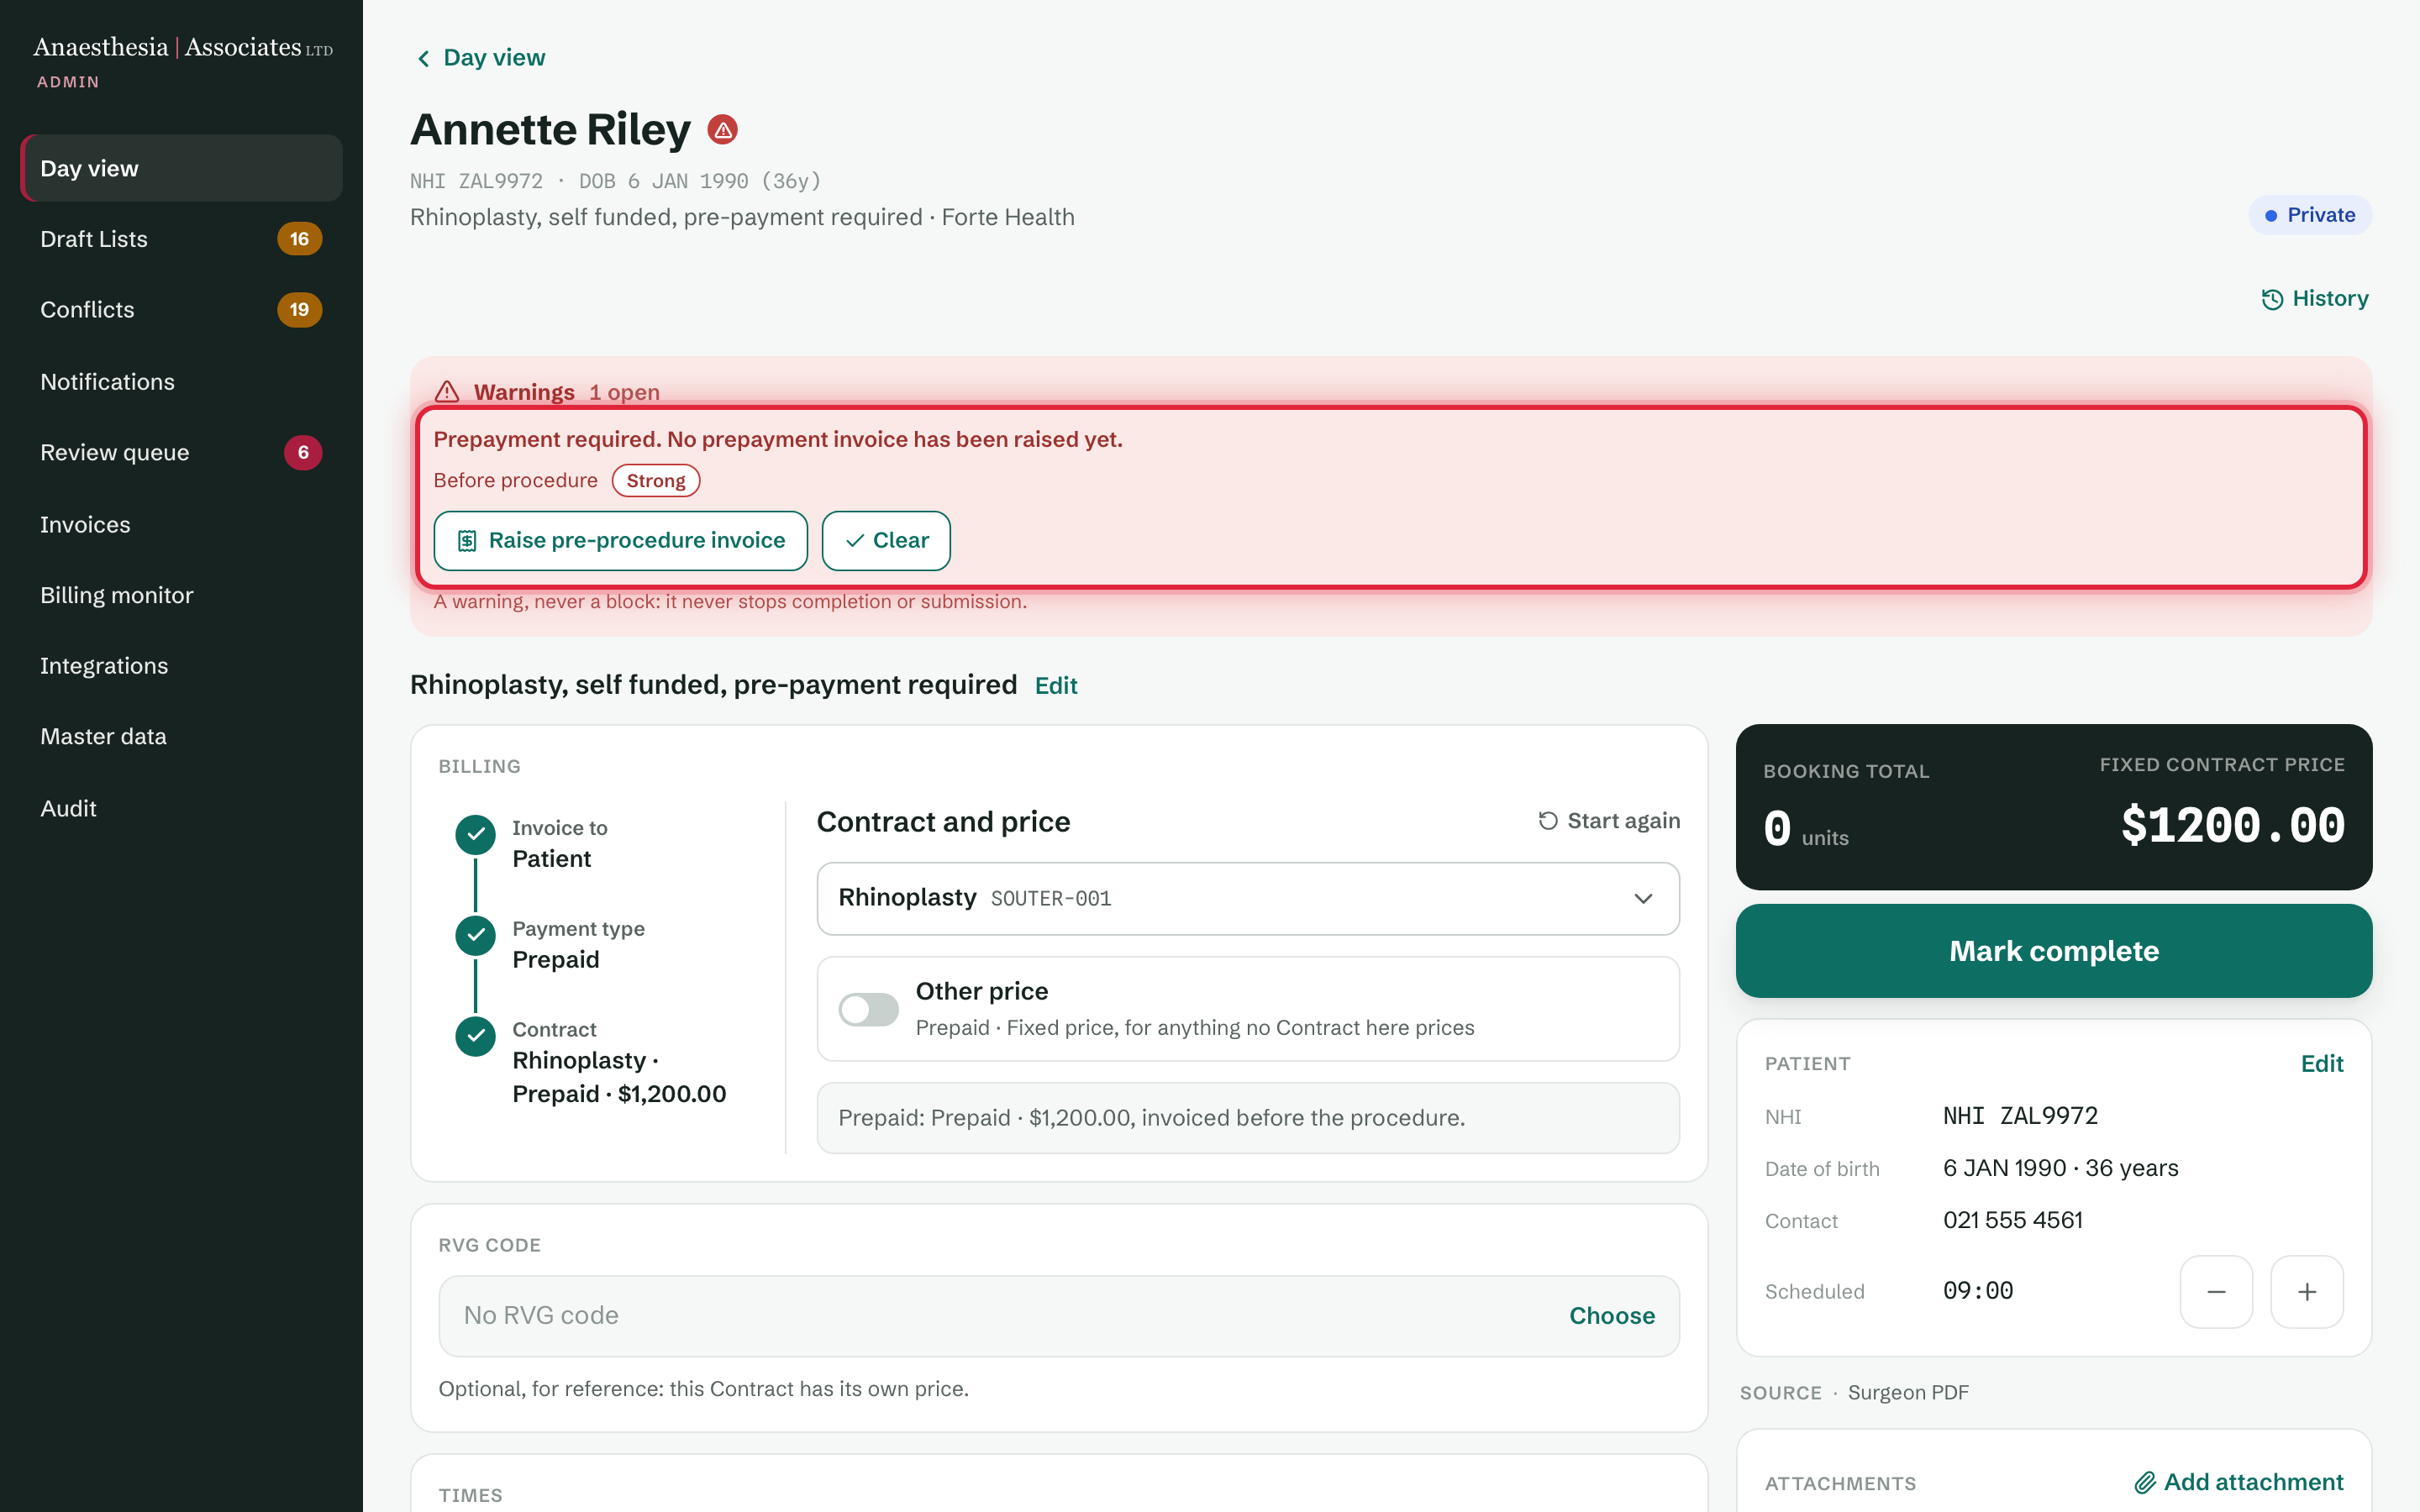 Anaesthesia | Associates LTD
ADMIN
Day view
Draft Lists 16
Conflicts 19
Notifications
Review queue 6
Invoices
Billing monitor
Integrations
Master data
Audit
Day view
Annette Riley
NHI ZAL9972 · DOB 6 JAN 1990 (36y)
Rhinoplasty, self funded, pre-payment required · Forte Health
Private
History
Warnings 1 open
Prepayment required. No prepayment invoice has been raised yet.
Before procedure Strong
Raise pre-procedure invoice Clear
A warning, never a block: it never stops completion or submission.
Rhinoplasty, self funded, pre-payment required Edit
BILLING
Invoice to
Patient
Payment type
Prepaid
Contract
Rhinoplasty ·
Prepaid · $1,200.00
Contract and price Start again
Rhinoplasty SOUTER-001
Other price
Prepaid · Fixed price, for anything no Contract here prices
Prepaid: Prepaid · $1,200.00, invoiced before the procedure.
RVG CODE
No RVG code Choose
Optional, for reference: this Contract has its own price.
TIMES
BOOKING TOTAL FIXED CONTRACT PRICE
0 units $1200.00
Mark complete
PATIENT Edit
NHI NHI ZAL9972
Date of birth 6 JAN 1990 · 36 years
Contact 021 555 4561
Scheduled 09:00 − +
SOURCE · Surgeon PDF
ATTACHMENTS Add attachment